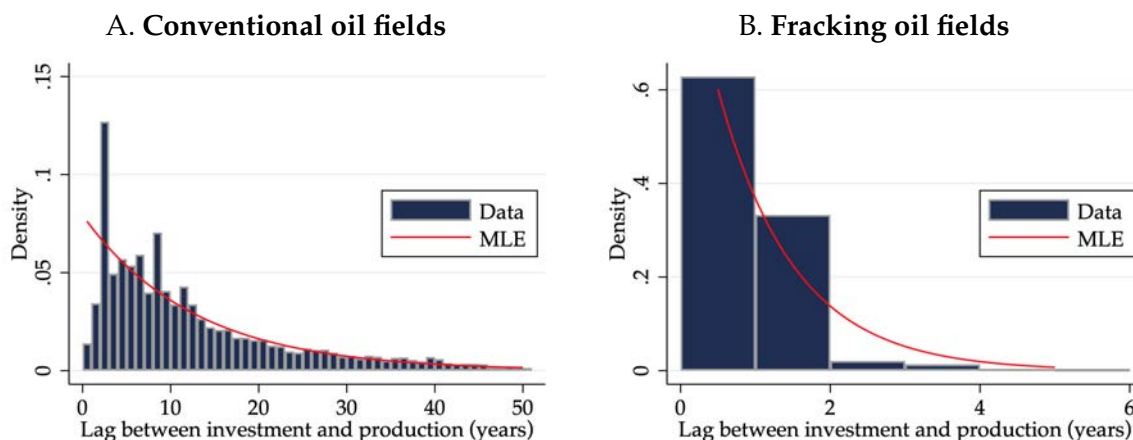 A. Conventional oil fields
.15
.1
.05
0
Density
Data
MLE
0 10 20 30 40 50
Lag between investment and production (years)
B. Fracking oil fields
.6
.4
.2
0
Density
Data
MLE
0 2 4 6
Lag between investment and production (years)